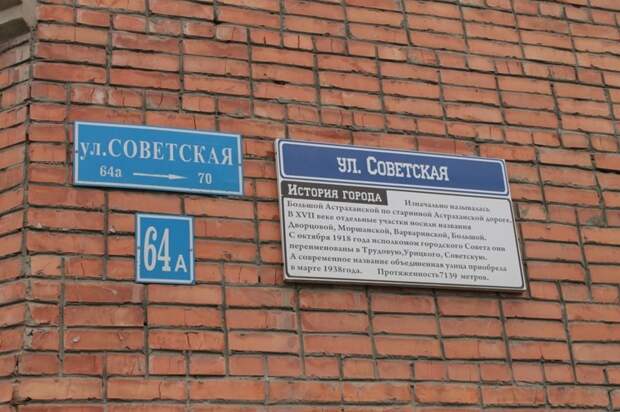 ул.СОВЕТСКАЯ
64а 70
64А
ул. Советская
История города
Изначально называлась
Большой Астраханской по старинной Астраханской дороге.
В XVII веке отдельные участки носили названия
Дворцовой, Моршанской, Варваринской, Большой.
С октября 1918 года исполкомом городского Совета они
переименованы в Трудовую,Урицкого, Советскую.
А современное название объединенная улица приобрела
в марте 1938года. Протяженность7139 метров.